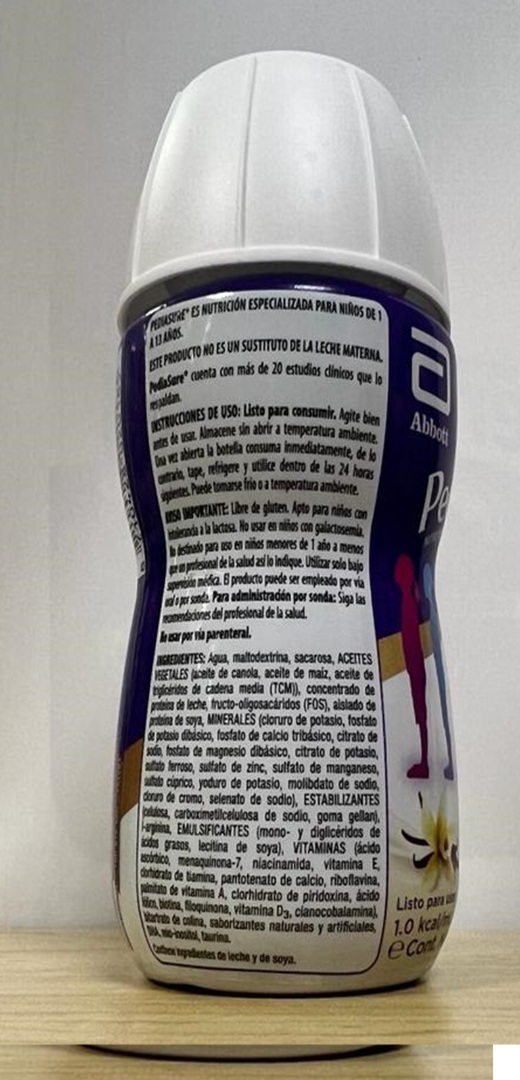 PEDIASURE® ES NUTRICIÓN ESPECIALIZADA PARA NIÑOS DE 1
A 13 AÑOS.
ESTE PRODUCTO NO ES UN SUSTITUTO DE LA LECHE MATERNA.
PediaSure® cuenta con más de 20 estudios clínicos que lo
respaldan.
INSTRUCCIONES DE USO: Listo para consumir. Agite bien
antes de usar. Almacene sin abrir a temperatura ambiente.
Una vez abierta la botella consuma inmediatamente, de lo
contrario, tape, refrigere y utilice dentro de las 24 horas
siguientes. Puede tomarse frío o a temperatura ambiente.
AVISO IMPORTANTE: Libre de gluten. Apto para niños con
intolerancia a la lactosa. No usar en niños con galactosemia.
No destinado para uso en niños menores de 1 año a menos
que un profesional de la salud así lo indique. Utilizar solo bajo
supervisión médica. El producto puede ser empleado por vía
oral o por sonda. Para administración por sonda: Siga las
recomendaciones del profesional de la salud.
No usar por vía parenteral.
INGREDIENTES: Agua, maltodextrina, sacarosa, ACEITES
VEGETALES (aceite de canola, aceite de maíz, aceite de
triglicéridos de cadena media (TCM)), concentrado de
proteína de leche, fructo-oligosacáridos (FOS), aislado de
proteína de soya, MINERALES (cloruro de potasio, fosfato
de potasio dibásico, fosfato de calcio tribásico, citrato de
sodio, fosfato de magnesio dibásico, citrato de potasio,
sulfato ferroso, sulfato de zinc, sulfato de manganeso,
sulfato cúprico, yoduro de potasio, molibdato de sodio,
cloruro de cromo, selenato de sodio), ESTABILIZANTES
(celulosa, carboximetilcelulosa de sodio, goma gellan),
l-arginina, EMULSIFICANTES (mono- y diglicéridos de
ácidos grasos, lecitina de soya), VITAMINAS (ácido
ascórbico, menaquinona-7, niacinamida, vitamina E,
clorhidrato de tiamina, pantotenato de calcio, riboflavina,
palmitato de vitamina A, clorhidrato de piridoxina, ácido
fólico, biotina, filoquinona, vitamina D3, cianocobalamina),
bitartrato de colina, saborizantes naturales y artificiales,
DHA, mio-inositol, taurina.
Contiene ingredientes de leche y de soya.
Abbott
Pe
Listo para
1.0 kcal/
℮ Cont.